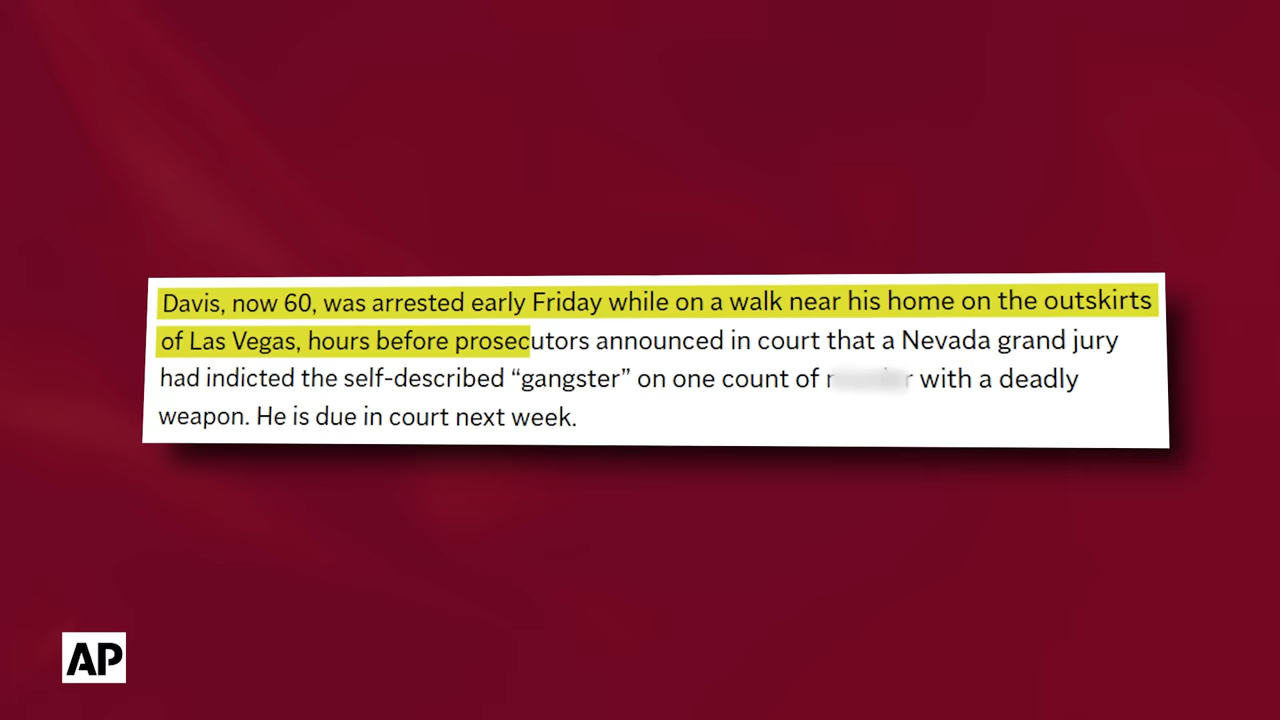 Davis, now 60, was arrested early Friday while on a walk near his home on the outskirts
of Las Vegas, hours before prosecutors announced in court that a Nevada grand jury
had indicted the self-described “gangster” on one count of with a deadly
weapon. He is due in court next week.
AP